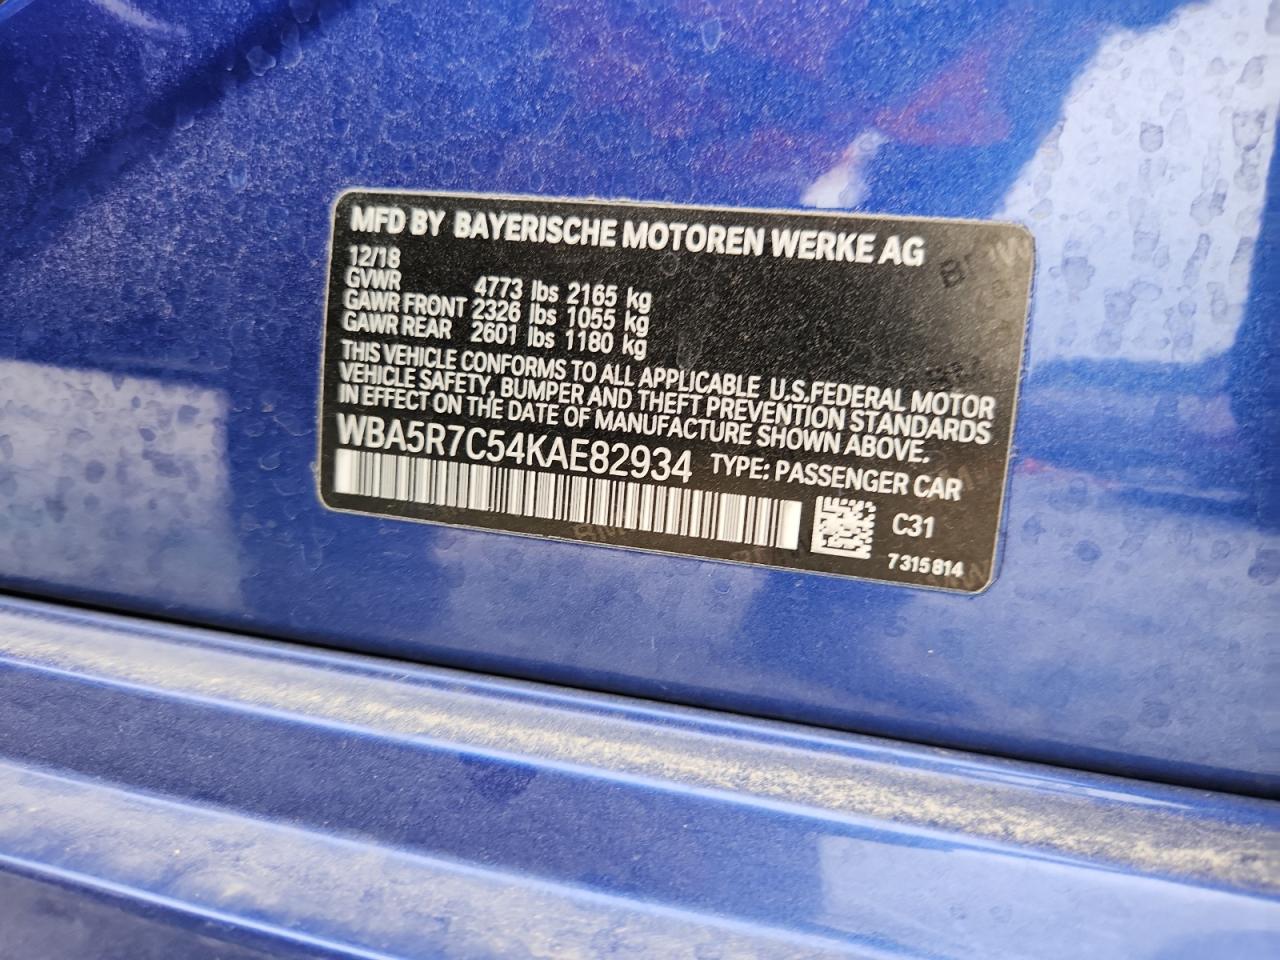 MFD BY BAYERISCHE MOTOREN WERKE AG
12/18
GVWR 4773 lbs 2165 kg
GAWR FRONT 2326 lbs 1055 kg
GAWR REAR 2601 lbs 1180 kg
THIS VEHICLE CONFORMS TO ALL APPLICABLE U.S.FEDERAL MOTOR
VEHICLE SAFETY, BUMPER AND THEFT PREVENTION STANDARDS
IN EFFECT ON THE DATE OF MANUFACTURE SHOWN ABOVE.
WBA5R7C54KAE82934 TYPE: PASSENGER CAR
C31
7 315 814